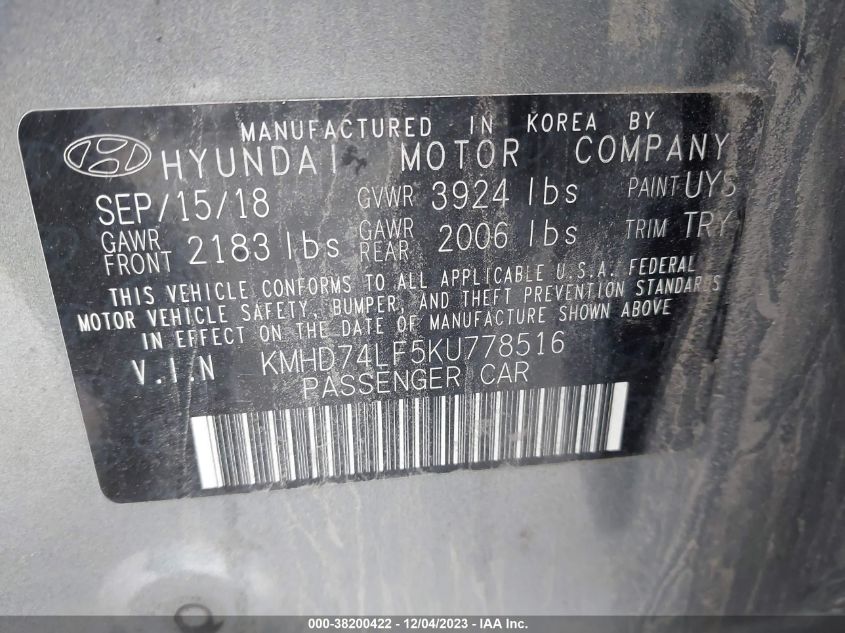 MANUFACTURED IN KOREA BY
HYUNDAI MOTOR COMPANY
SEP/15/18 GVWR 3924 lbs PAINT UY5
GAWR FRONT 2183 lbs GAWR REAR 2006 lbs TRIM TRY
THIS VEHICLE CONFORMS TO ALL APPLICABLE U.S.A. FEDERAL
MOTOR VEHICLE SAFETY, BUMPER, AND THEFT PREVENTION STANDARDS
IN EFFECT ON THE DATE OF MANUFACTURE SHOWN ABOVE
V.I.N KMHD74LF5KU778516
PASSENGER CAR
000-38200422 - 12/04/2023 - IAA Inc.